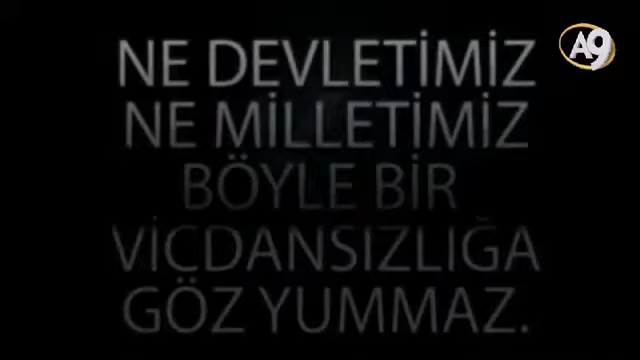 A9
NE DEVLETİMİZ
NE MİLLETİMİZ
BÖYLE BİR
VİCDANSIZLIĞA
GÖZ YUMMAZ.